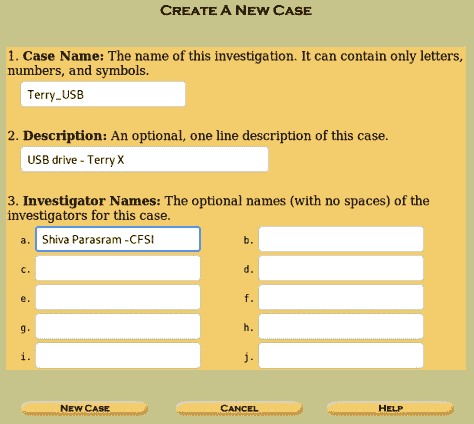 CREATE A NEW CASE
1. Case Name: The name of this investigation. It can contain only letters,
numbers, and symbols.
Terry_USB
2. Description: An optional, one line description of this case.
USB drive - Terry X
3. Investigator Names: The optional names (with no spaces) of the
investigators for this case.
a. Shiva Parasram -CFSI b.
c. d.
e. f.
g. h.
i. j.
NEW CASE CANCEL HELP